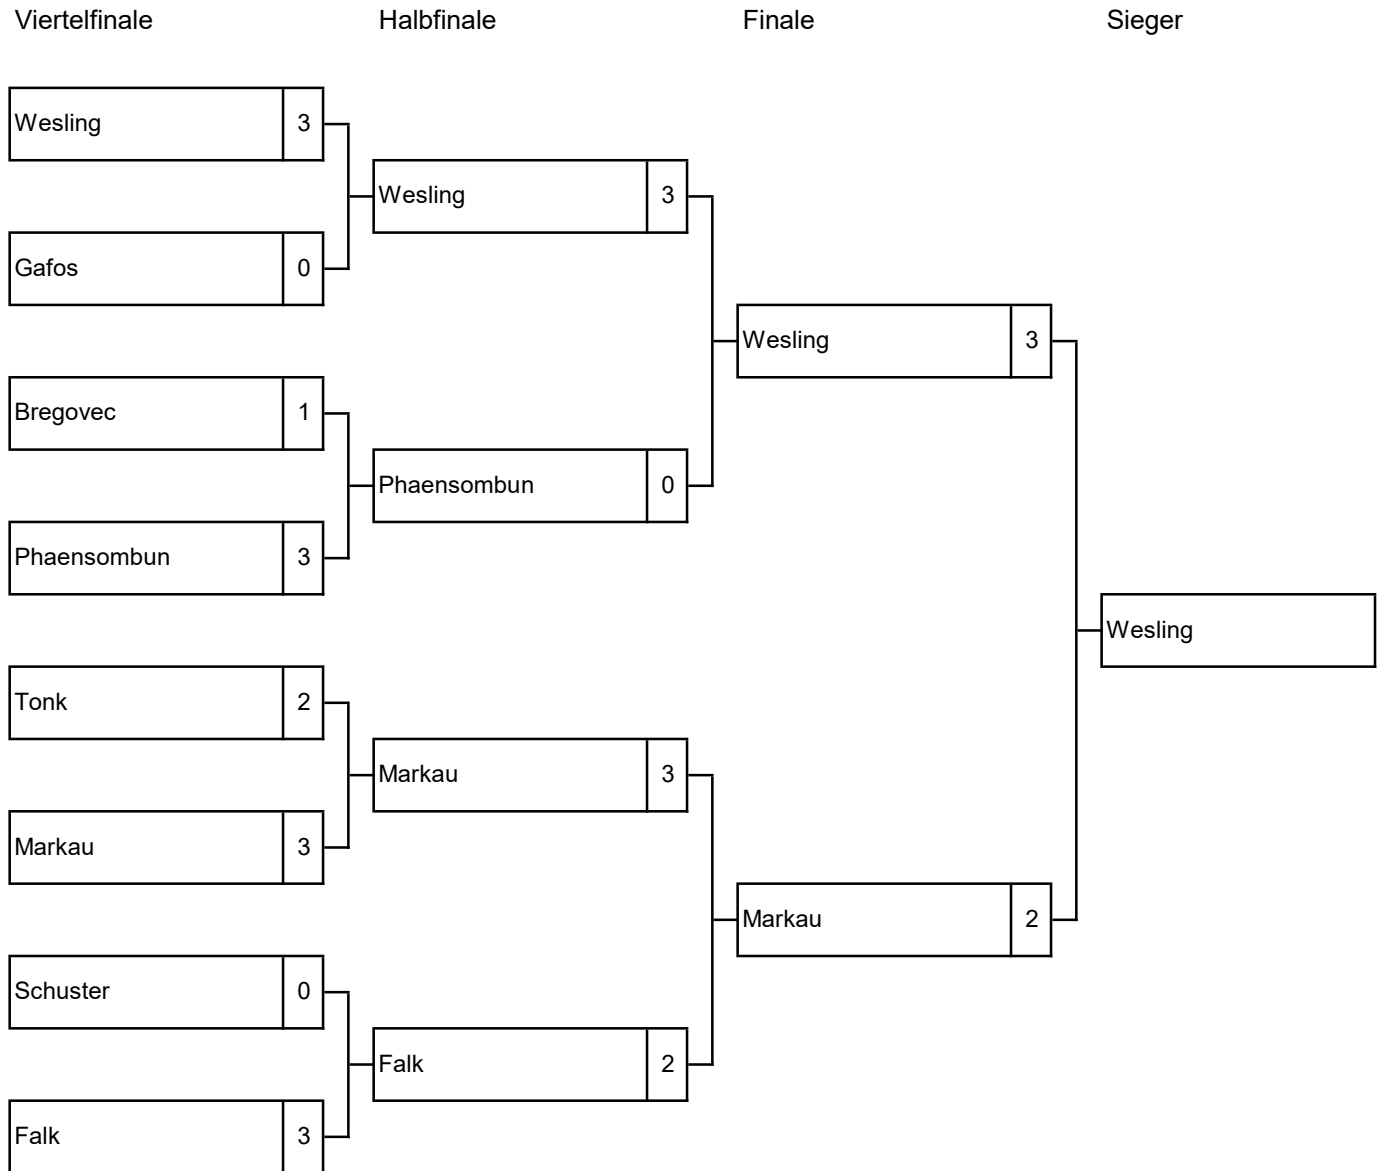 Viertelfinale Halbfinale Finale Sieger
Wesling 3
Wesling 3
Gafos 0
Wesling 3
Bregovec 1
Phaensombun 0
Phaensombun 3
Wesling
Tonk 2
Markau 3
Markau 3
Markau 2
Schuster 0
Falk 2
Falk 3